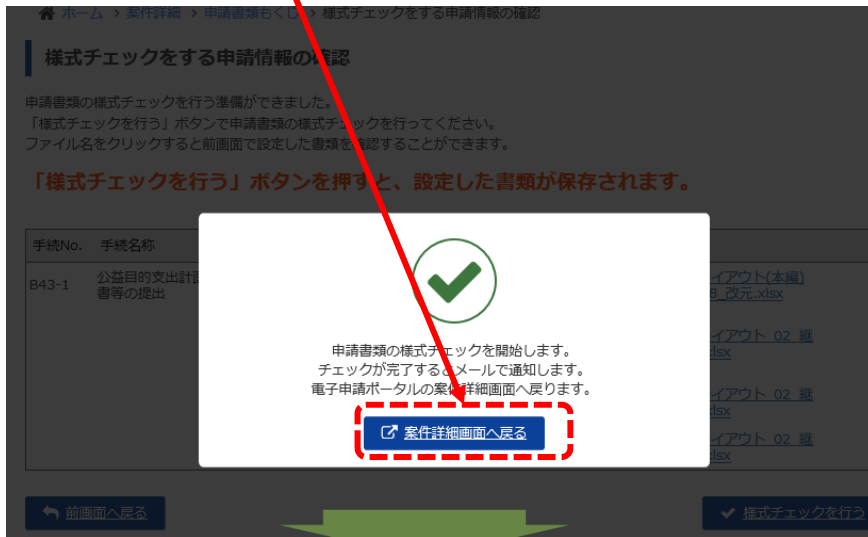 ホーム > 案件詳細 > 申請書類もくじ > 様式チェックをする申請情報の確認
様式チェックをする申請情報の確認
申請書類の様式チェックを行う準備ができました。
「様式チェックを行う」ボタンで申請書類の様式チェックを行ってください。
ファイル名をクリックすると前画面で設定した書類を確認することができます。
「様式チェックを行う」ボタンを押すと、設定した書類が保存されます。
手続No. 手続名称
B43-1 公益目的支出計画
書等の提出
イアウト(本編)
8_改元.xlsx
イアウト_02_継
xlsx
イアウト_02_継
xlsx
イアウト_02_継
xlsx
申請書類の様式チェックを開始します。
チェックが完了するとメールで通知します。
電子申請ポータルの案件詳細画面へ戻ります。
案件詳細画面へ戻る
前画面へ戻る
様式チェックを行う